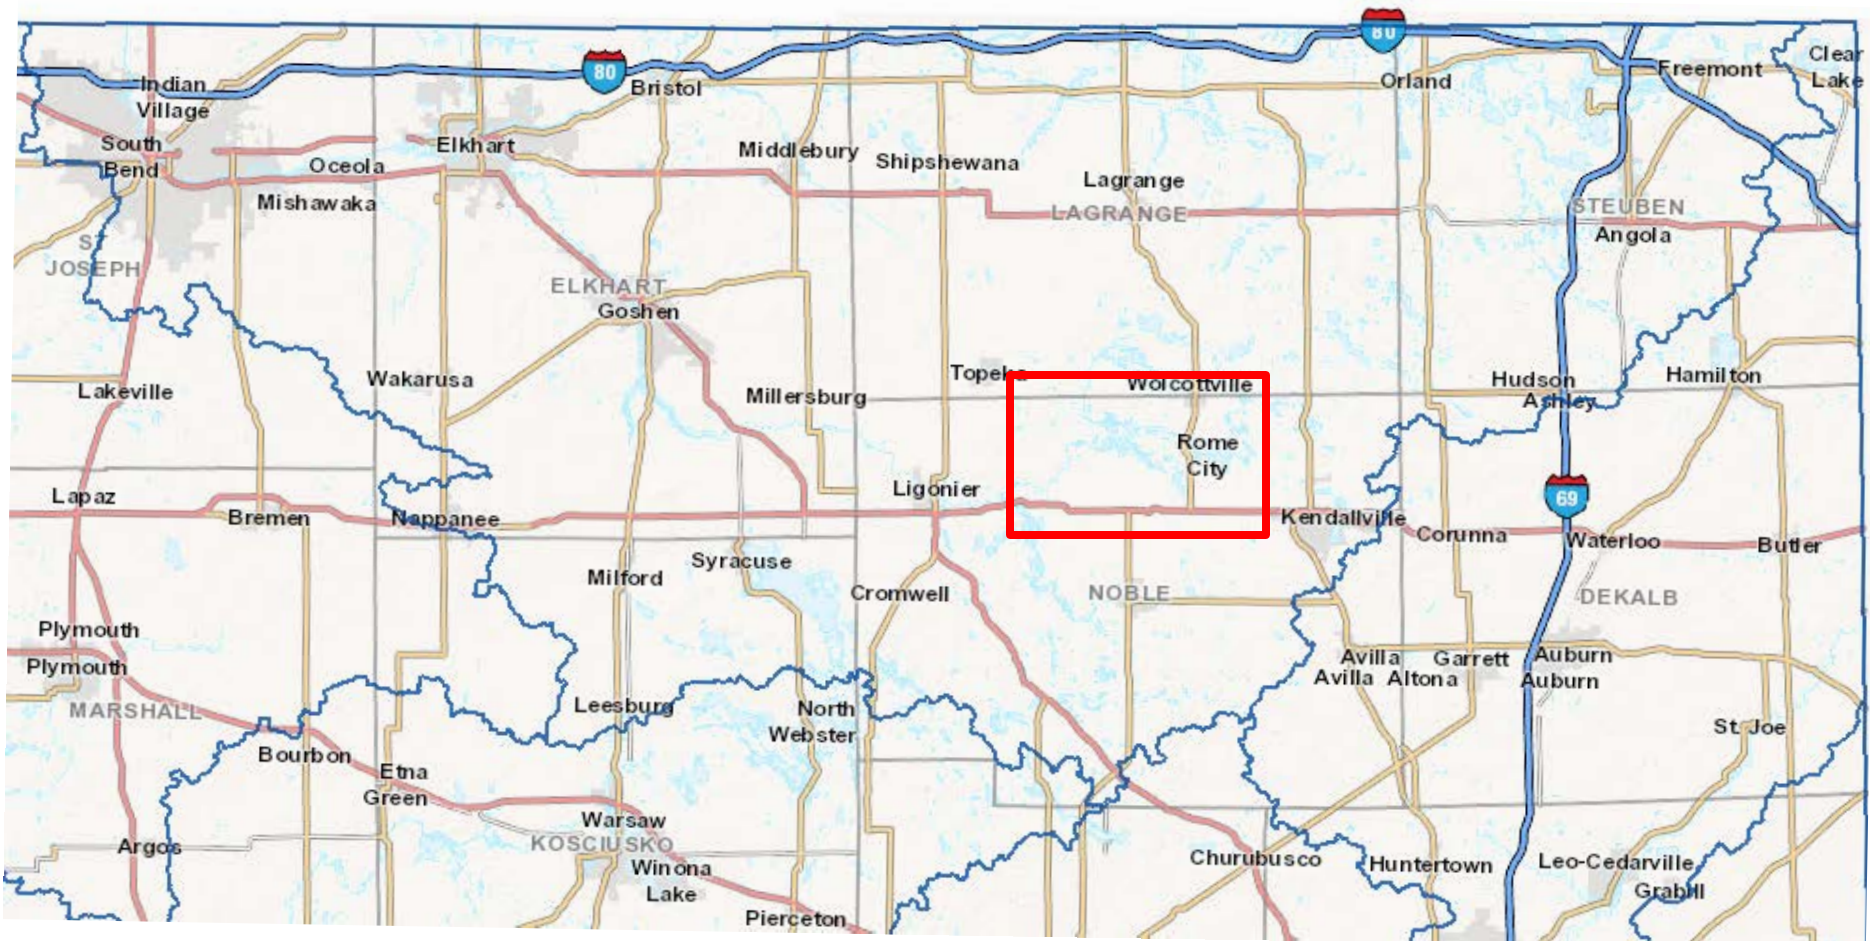 80
Clear
Lake
Freemont
Indian
Village
80
Bristol
Orland
South
Bend
Oceola
Elkhart
Middlebury
Shipshewana
Mishawaka
Lagrange
LAGRANGE
STEUBEN
Angola
ST
JOSEPH
ELKHART
Goshen
Lakeville
Wakarusa
Millersburg
Topeka
Wolcottville
Hudson
Ashley
Hamilton
Rome
City
Lapaz
Bremen
Nappanee
Ligonier
Kendallville
69
Corunna
Waterloo
Butler
Syracuse
Milford
Cromwell
NOBLE
DEKALB
Plymouth
Plymouth
Avilla
Garrett
Auburn
Avilla
Altona
Auburn
MARSHALL
Leesburg
North
Webster
St. Joe
Bourbon
Etna
Green
Warsaw
KOSCIUSKO
Winona
Lake
Argos
Churubusco
Huntertown
Leo-Cedarville
Grabill
Pierceton